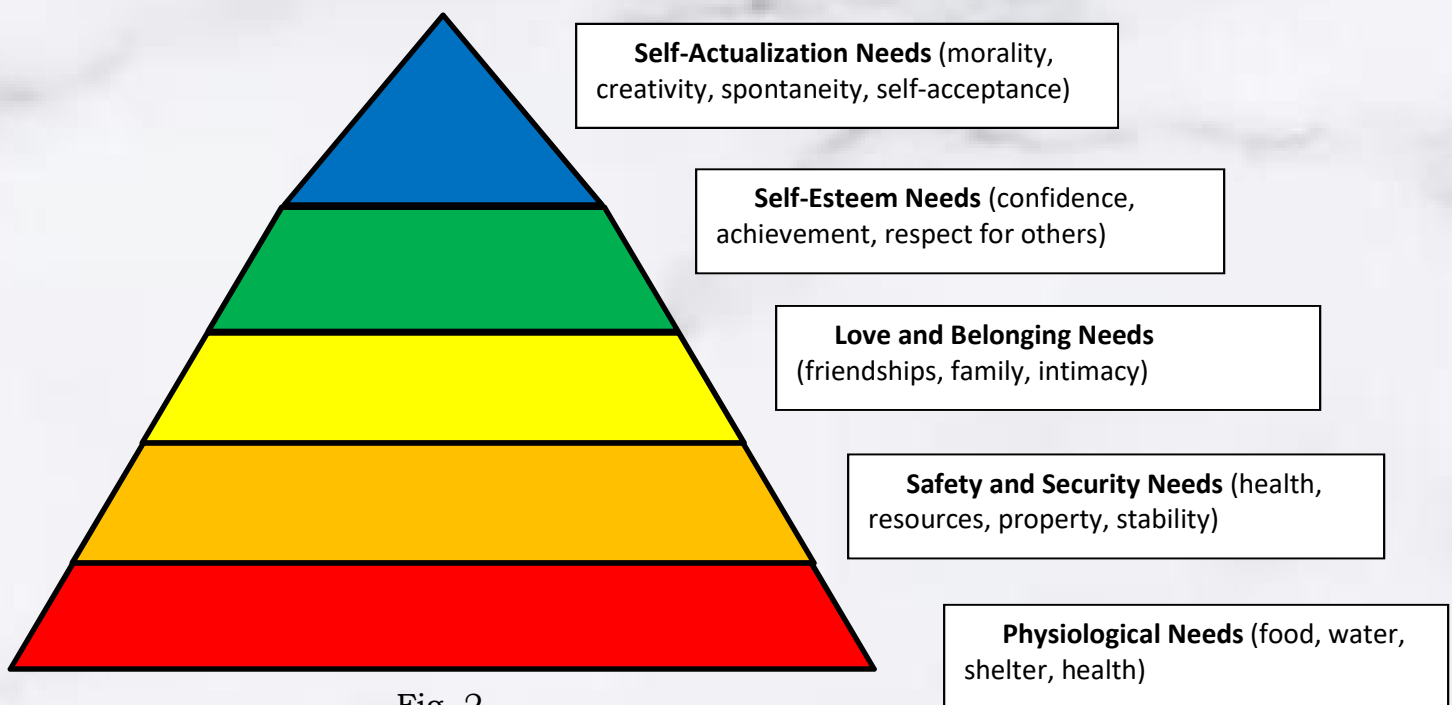 Self-Actualization Needs (morality,
creativity, spontaneity, self-acceptance)
Self-Esteem Needs (confidence,
achievement, respect for others)
Love and Belonging Needs
(friendships, family, intimacy)
Safety and Security Needs (health,
resources, property, stability)
Physiological Needs (food, water,
shelter, health)
Fig. 2